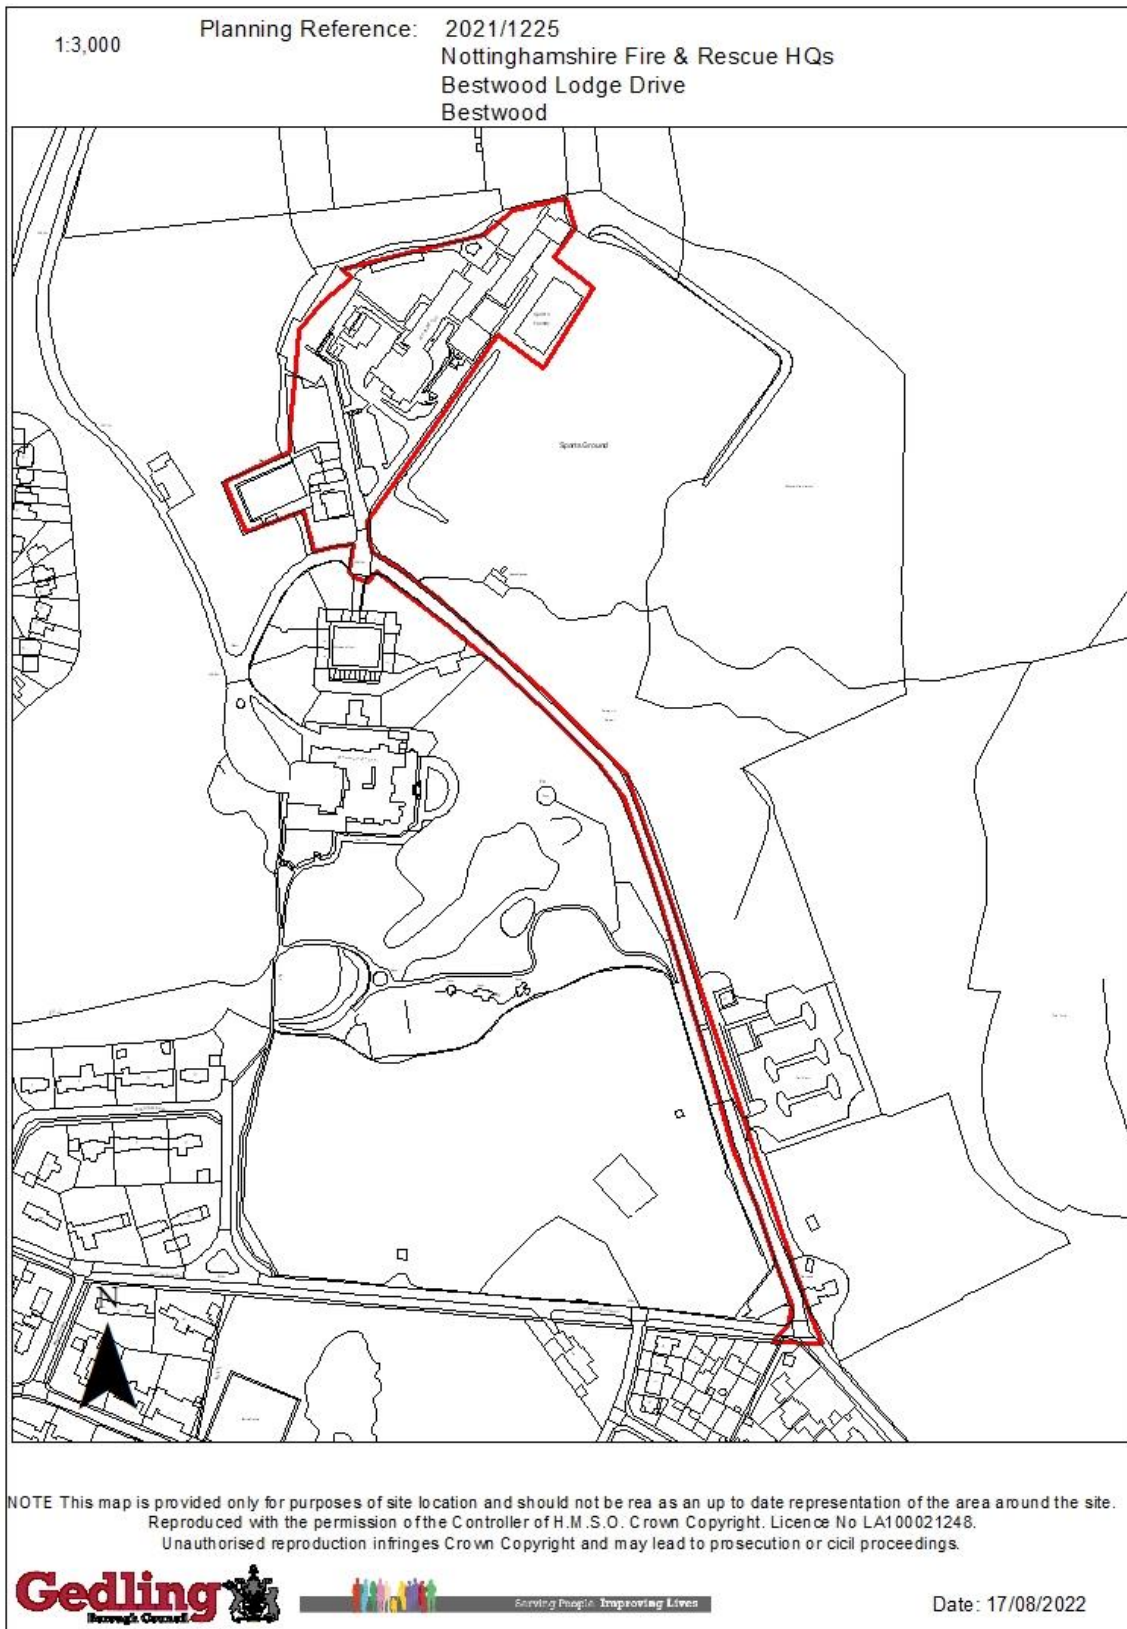 1:3,000
Planning Reference: 2021/1225
Nottinghamshire Fire & Rescue HQs
Bestwood Lodge Drive
Bestwood
Sports Ground
N
NOTE This map is provided only for purposes of site location and should not be rea as an up to date representation of the area around the site.
Reproduced with the permission of the Controller of H.M.S.O. Crown Copyright. Licence No LA100021248.
Unauthorised reproduction infringes Crown Copyright and may lead to prosecution or cicil proceedings.
Gedling
Borough Council
Serving People Improving Lives
Date: 17/08/2022